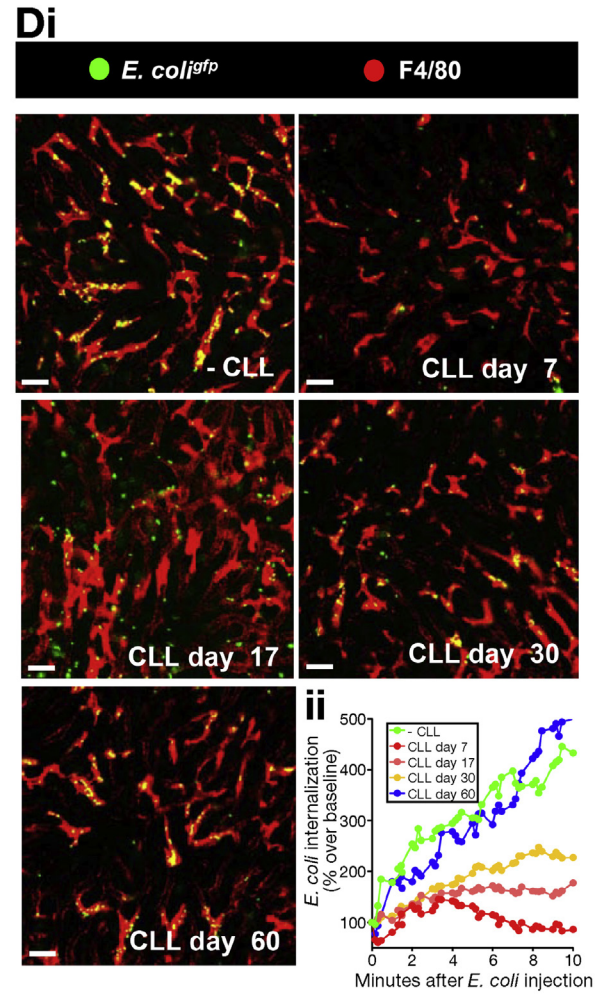 Di
E. coli^gfp F4/80
- CLL
CLL day 7
CLL day 17
CLL day 30
CLL day 60
ii
E. coli internalization
(% over baseline)
500
400
300
200
100
- CLL
CLL day 7
CLL day 17
CLL day 30
CLL day 60
0 2 4 6 8 10
Minutes after E. coli injection